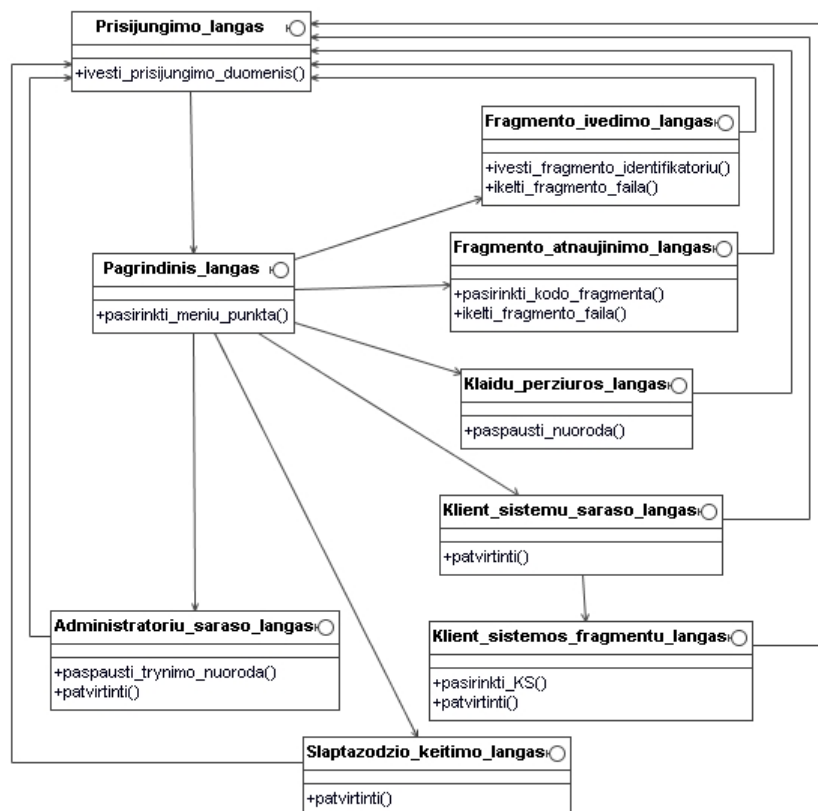 Prisijungimo_langas
+ivesti_prisijungimo_duomenis()
Fragmento_ivedimo_langas
+ivesti_fragmento_identifikatoriu()
+ikelti_fragmento_faila()
Pagrindinis_langas
+pasirinkti_meniu_punkta()
Fragmento_atnaujinimo_langas
+pasirinkti_kodo_fragmenta()
+ikelti_fragmento_faila()
Klaidu_perziuros_langas
+paspausti_nuoroda()
Klient_sistemu_saraso_langas
+patvirtinti()
Administratoriu_saraso_langas
+paspausti_trynimo_nuoroda()
+patvirtinti()
Klient_sistemos_fragmentu_langas
+pasirinkti_KS()
+patvirtinti()
Slaptazodzio_keitimo_langas
+patvirtinti()